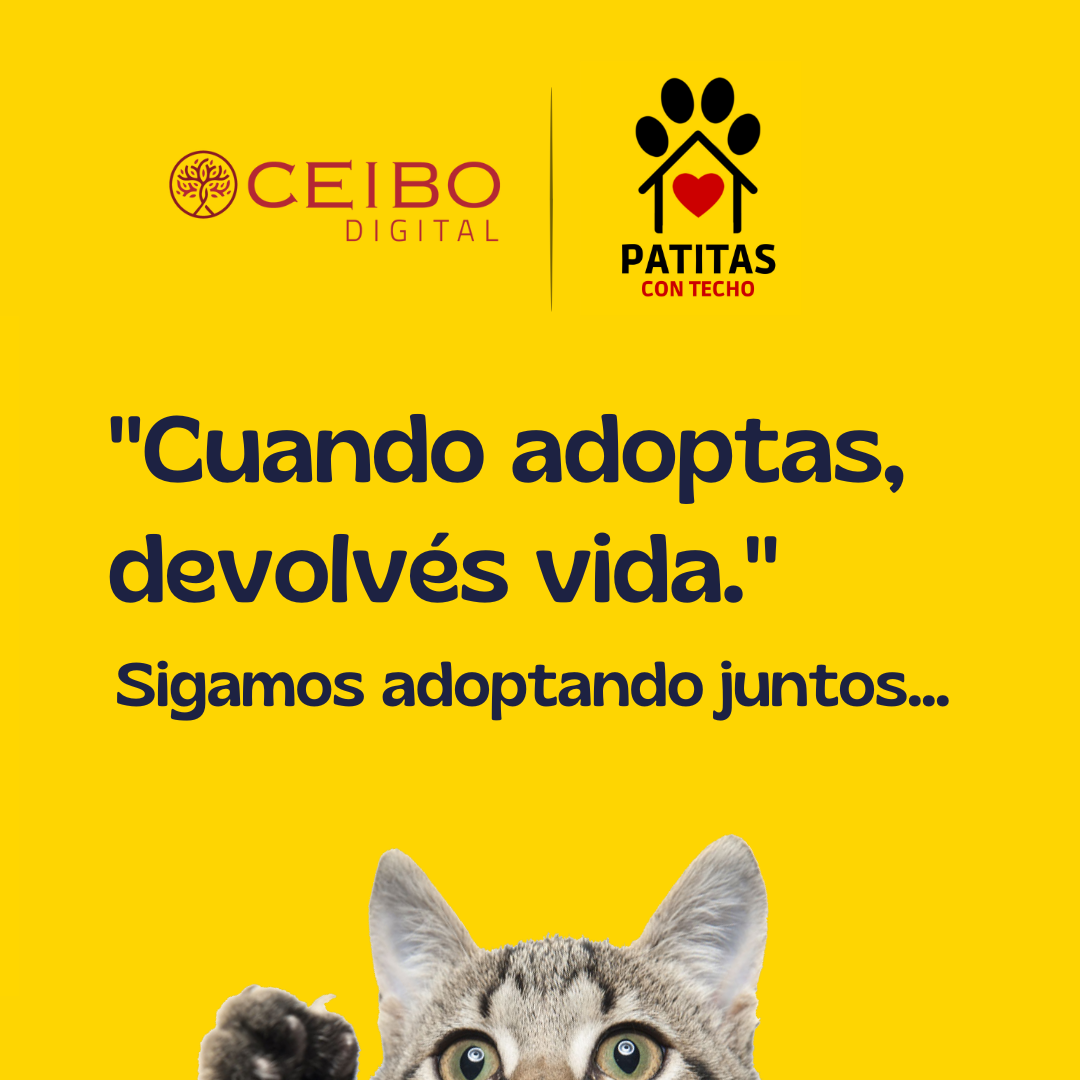 CEIBO
DIGITAL
PATITAS
CON TECHO
"Cuando adoptas,
devolvés vida."
Sigamos adoptando juntos...